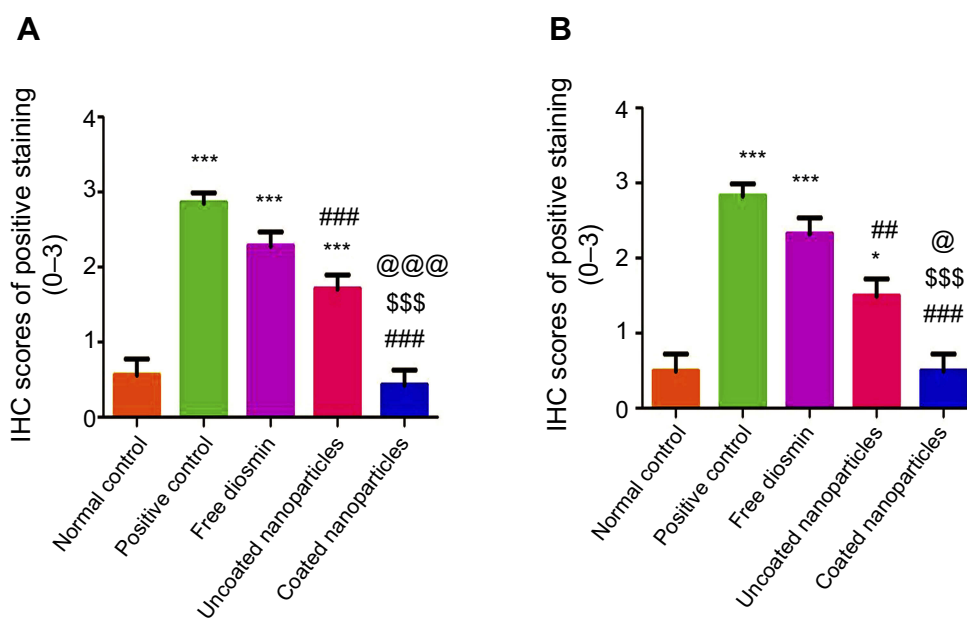 A
IHC scores of positive staining
(0–3)
4
3
2
1
0
***
***
###
***
@@@
$$$
###
Normal control
Positive control
Free diosmin
Uncoated nanoparticles
Coated nanoparticles
B
IHC scores of positive staining
(0–3)
4
3
2
1
0
***
***
##
*
@
$$$
###
Normal control
Positive control
Free diosmin
Uncoated nanoparticles
Coated nanoparticles